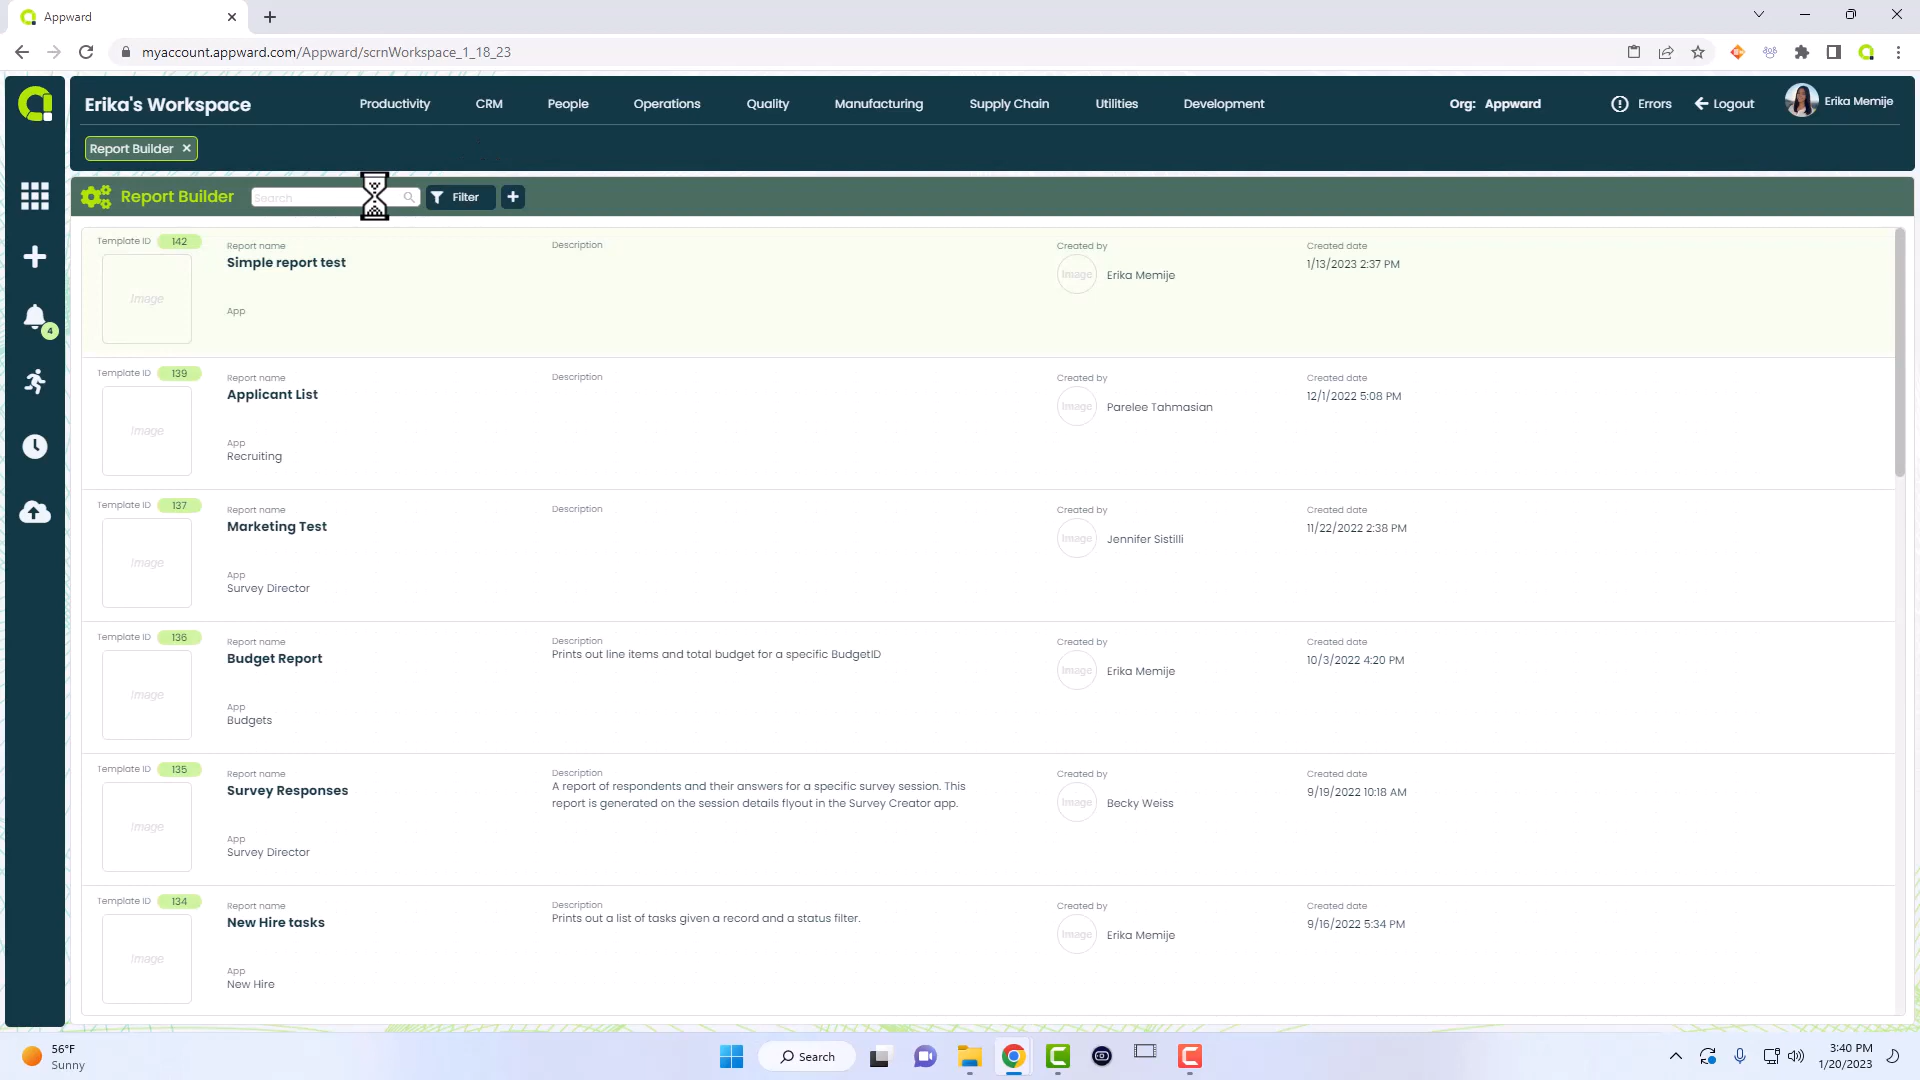 Appward
myaccount.appward.com/Appward/scrnWorkspace_1_18_23
Erika's Workspace
Productivity
CRM
People
Operations
Quality
Manufacturing
Supply Chain
Utilities
Development
Org: Appward
Errors
Logout
Erika Memije
Report Builder
Report Builder
Search
Filter
Template ID 142
Image
Report name
Simple report test
App
Description
Created by
Image
Erika Memije
Created date
1/13/2023 2:37 PM
Template ID 139
Image
Report name
Applicant List
App
Recruiting
Description
Created by
Image
Parelee Tahmasian
Created date
12/1/2022 5:08 PM
Template ID 137
Image
Report name
Marketing Test
App
Survey Director
Description
Created by
Image
Jennifer Sistilli
Created date
11/22/2022 2:38 PM
Template ID 136
Image
Report name
Budget Report
App
Budgets
Description
Prints out line items and total budget for a specific BudgetID
Created by
Image
Erika Memije
Created date
10/3/2022 4:20 PM
Template ID 135
Image
Report name
Survey Responses
App
Survey Director
Description
A report of respondents and their answers for a specific survey session. This
report is generated on the session details flyout in the Survey Creator app.
Created by
Image
Becky Weiss
Created date
9/19/2022 10:18 AM
Template ID 134
Image
Report name
New Hire tasks
App
New Hire
Description
Prints out a list of tasks given a record and a status filter.
Created by
Image
Erika Memije
Created date
9/16/2022 5:34 PM
4
56°F
Sunny
Search
3:40 PM
1/20/2023